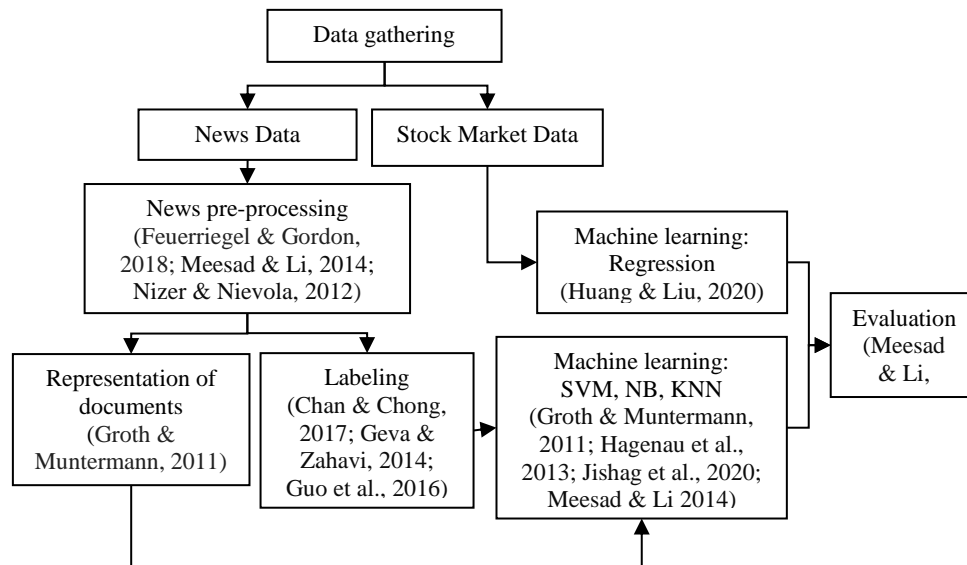 Data gathering
News Data
Stock Market Data
News pre-processing
(Feuerriegel & Gordon,
2018; Meesad & Li, 2014;
Nizer & Nievola, 2012)
Machine learning:
Regression
(Huang & Liu, 2020)
Evaluation
(Meesad
& Li,
Representation of
documents
(Groth &
Muntermann, 2011)
Labeling
(Chan & Chong,
2017; Geva &
Zahavi, 2014;
Guo et al., 2016)
Machine learning:
SVM, NB, KNN
(Groth & Muntermann,
2011; Hagenau et al.,
2013; Jishag et al., 2020;
Meesad & Li 2014)